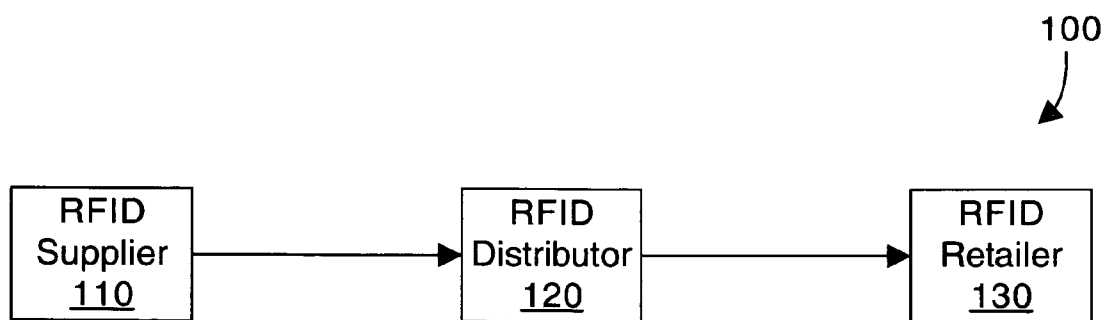 100
RFID
Supplier
110
RFID
Distributor
120
RFID
Retailer
130